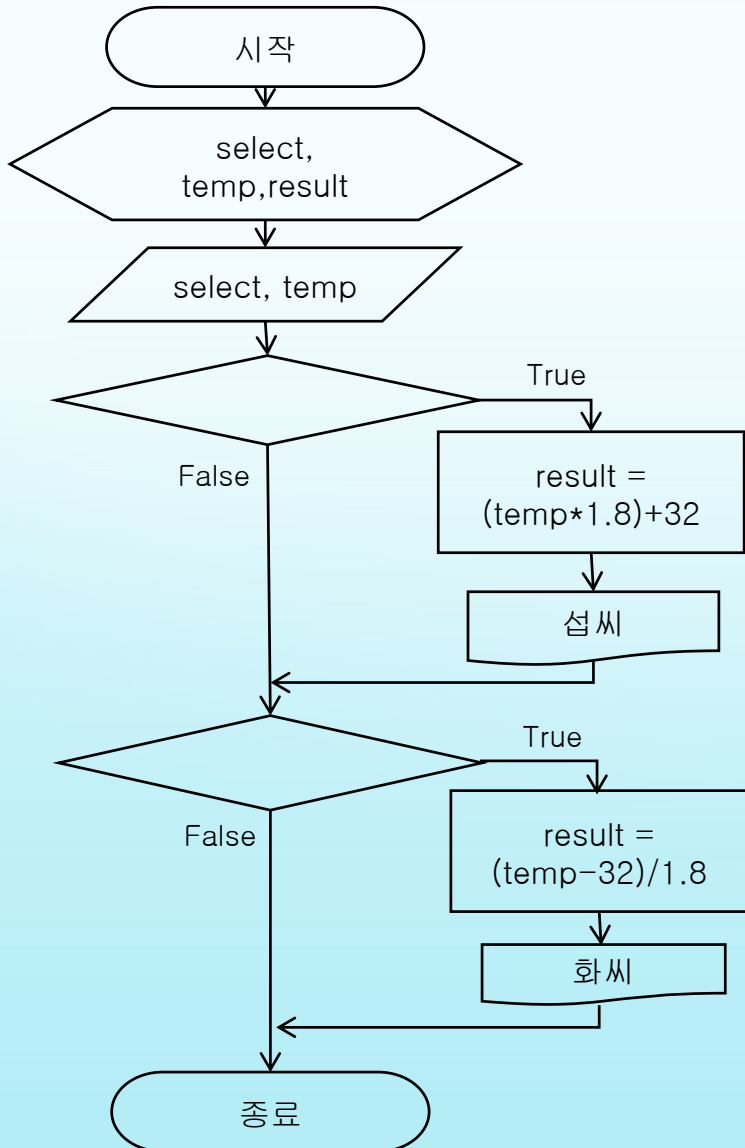 시작
select,
temp,result
select, temp
True
False
result =
(temp*1.8)+32
섭씨
True
False
result =
(temp-32)/1.8
화씨
종료